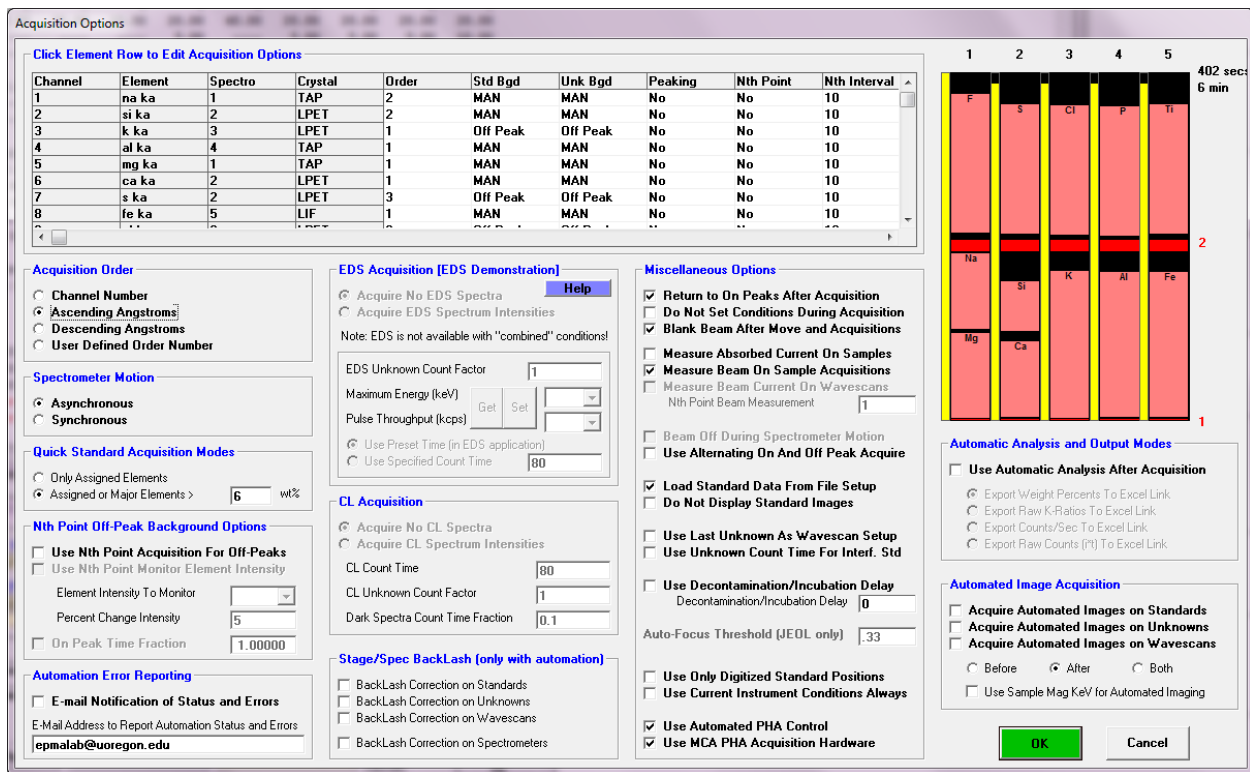 Acquisition Options
Click Element Row to Edit Acquisition Options
Channel Element Spectro Crystal Order Std Bgd Unk Bgd Peaking Nth Point Nth Interval
1 na ka 1 TAP 2 MAN MAN No No 10
2 si ka 2 LPET 2 MAN MAN No No 10
3 k ka 3 LPET 1 Off Peak Off Peak No No 10
4 al ka 4 TAP 1 MAN MAN No No 10
5 mg ka 1 TAP 1 MAN MAN No No 10
6 ca ka 2 LPET 1 MAN MAN No No 10
7 s ka 2 LPET 3 Off Peak Off Peak No No 10
8 fe ka 5 LIF 1 MAN MAN No No 10
1 2 3 4 5
402 secs
6 min
F S Cl P Ti
2
Na Si K Al Fe
Mg Ca
1
Acquisition Order
Channel Number
Ascending Angstroms
Descending Angstroms
User Defined Order Number
Spectrometer Motion
Asynchronous
Synchronous
Quick Standard Acquisition Modes
Only Assigned Elements
Assigned or Major Elements > 6 wt%
Nth Point Off-Peak Background Options
Use Nth Point Acquisition For Off-Peaks
Use Nth Point Monitor Element Intensity
Element Intensity To Monitor
Percent Change Intensity 5
On Peak Time Fraction 1.00000
Automation Error Reporting
E-mail Notification of Status and Errors
E-Mail Address to Report Automation Status and Errors
epmalab@uoregon.edu
EDS Acquisition [EDS Demonstration]
Help
Acquire No EDS Spectra
Acquire EDS Spectrum Intensities
Note: EDS is not available with "combined" conditions!
EDS Unknown Count Factor 1
Maximum Energy (keV)
Get Set
Pulse Throughput (kcps)
Use Preset Time (in EDS application)
Use Specified Count Time 80
CL Acquisition
Acquire No CL Spectra
Acquire CL Spectrum Intensities
CL Count Time 80
CL Unknown Count Factor 1
Dark Spectra Count Time Fraction 0.1
Stage/Spec BackLash (only with automation)
BackLash Correction on Standards
BackLash Correction on Unknowns
BackLash Correction on Wavescans
BackLash Correction on Spectrometers
Miscellaneous Options
Return to On Peaks After Acquisition
Do Not Set Conditions During Acquisition
Blank Beam After Move and Acquisitions
Measure Absorbed Current On Samples
Measure Beam On Sample Acquisitions
Measure Beam Current On Wavescans
Nth Point Beam Measurement 1
Beam Off During Spectrometer Motion
Use Alternating On And Off Peak Acquire
Load Standard Data From File Setup
Do Not Display Standard Images
Use Last Unknown As Wavescan Setup
Use Unknown Count Time For Interf. Std
Use Decontamination/Incubation Delay
Decontamination/Incubation Delay 0
Auto-Focus Threshold (JEOL only) .33
Use Only Digitized Standard Positions
Use Current Instrument Conditions Always
Use Automated PHA Control
Use MCA PHA Acquisition Hardware
Automatic Analysis and Output Modes
Use Automatic Analysis After Acquisition
Export Weight Percents To Excel Link
Export Raw K-Ratios To Excel Link
Export Counts/Sec To Excel Link
Export Raw Counts (i*t) To Excel Link
Automated Image Acquisition
Acquire Automated Images on Standards
Acquire Automated Images on Unknowns
Acquire Automated Images on Wavescans
Before After Both
Use Sample Mag KeV for Automated Imaging
OK Cancel